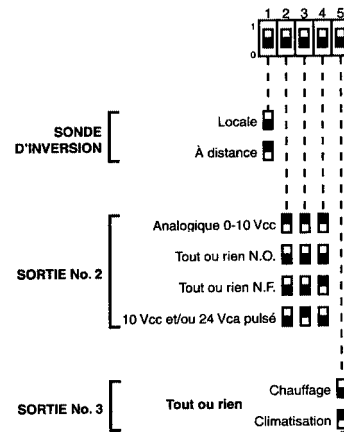 1 2 3 4 5
1
0
SONDE
D'INVERSION
Locale
À distance
SORTIE No. 2
Analogique 0-10 Vcc
Tout ou rien N.O.
Tout ou rien N.F.
10 Vcc et/ou 24 Vca pulsé
SORTIE No. 3
Tout ou rien
Chauffage
Climatisation